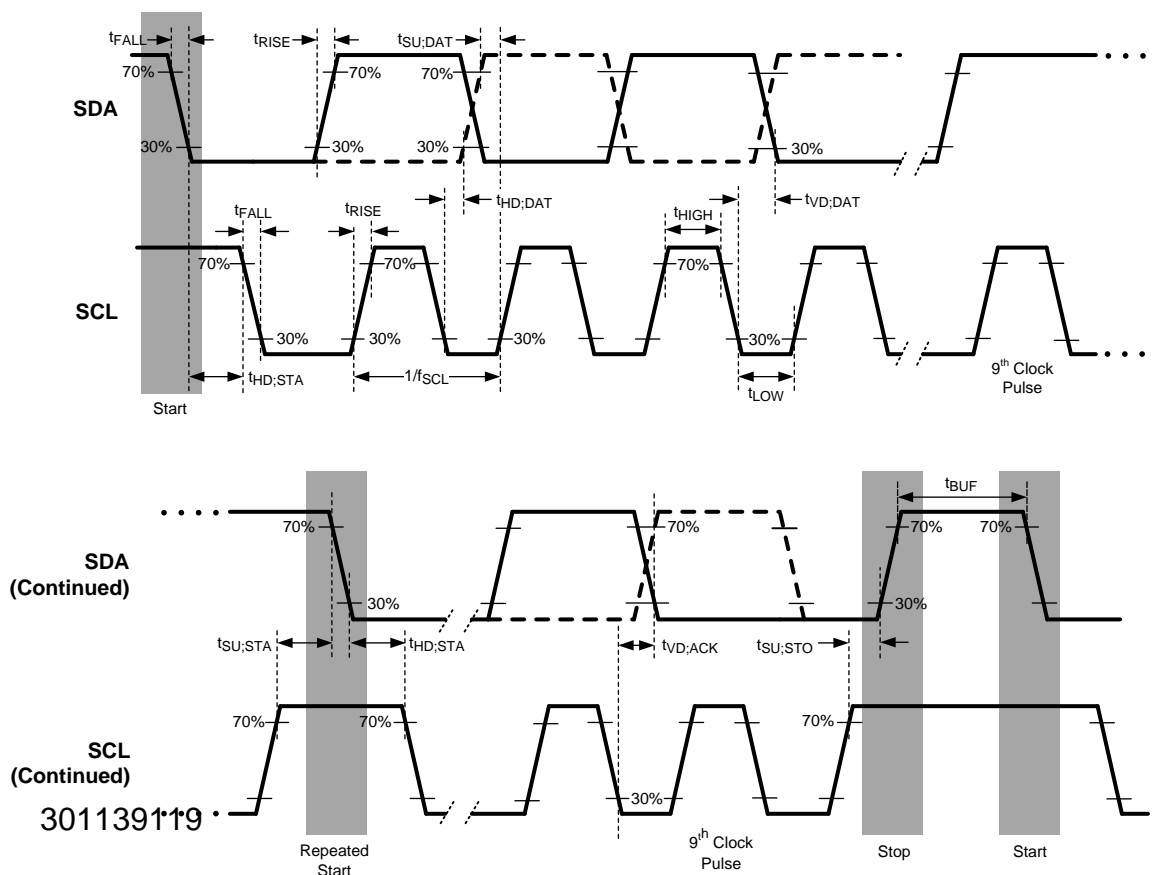 tFALL tRISE tSU;DAT
70% 70% 70%
SDA
30% 30% 30% 30%
tHD;DAT tVD;DAT
tFALL tRISE tHIGH
70% 70% 70%
SCL
30% 30% 30% 30%
tHD;STA 1/fSCL tLOW
9th Clock
Pulse
Start
tBUF
70% 70% 70% 70%
SDA
(Continued)
30% 30%
tSU;STA tHD;STA tVD;ACK tSU;STO
70% 70% 70%
SCL
(Continued)
30%
301139119
9th Clock
Pulse
Repeated
Start
Stop
Start